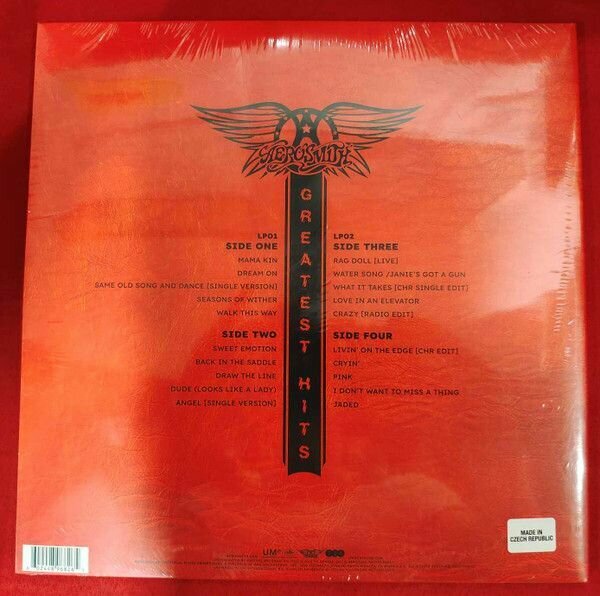 AEROSMITH
GREATEST HITS
LP01
SIDE ONE
MAMA KIN
DREAM ON
SAME OLD SONG AND DANCE [SINGLE VERSION]
SEASONS OF WITHER
WALK THIS WAY
SIDE TWO
SWEET EMOTION
BACK IN THE SADDLE
DRAW THE LINE
DUDE (LOOKS LIKE A LADY)
ANGEL [SINGLE VERSION]
LP02
SIDE THREE
RAG DOLL [LIVE]
WATER SONG /JANIE'S GOT A GUN
WHAT IT TAKES [CHR SINGLE EDIT]
LOVE IN AN ELEVATOR
CRAZY [RADIO EDIT]
SIDE FOUR
LIVIN' ON THE EDGE [CHR EDIT]
CRYIN'
PINK
I DON'T WANT TO MISS A THING
JADED
MADE IN
CZECH REPUBLIC
UMe